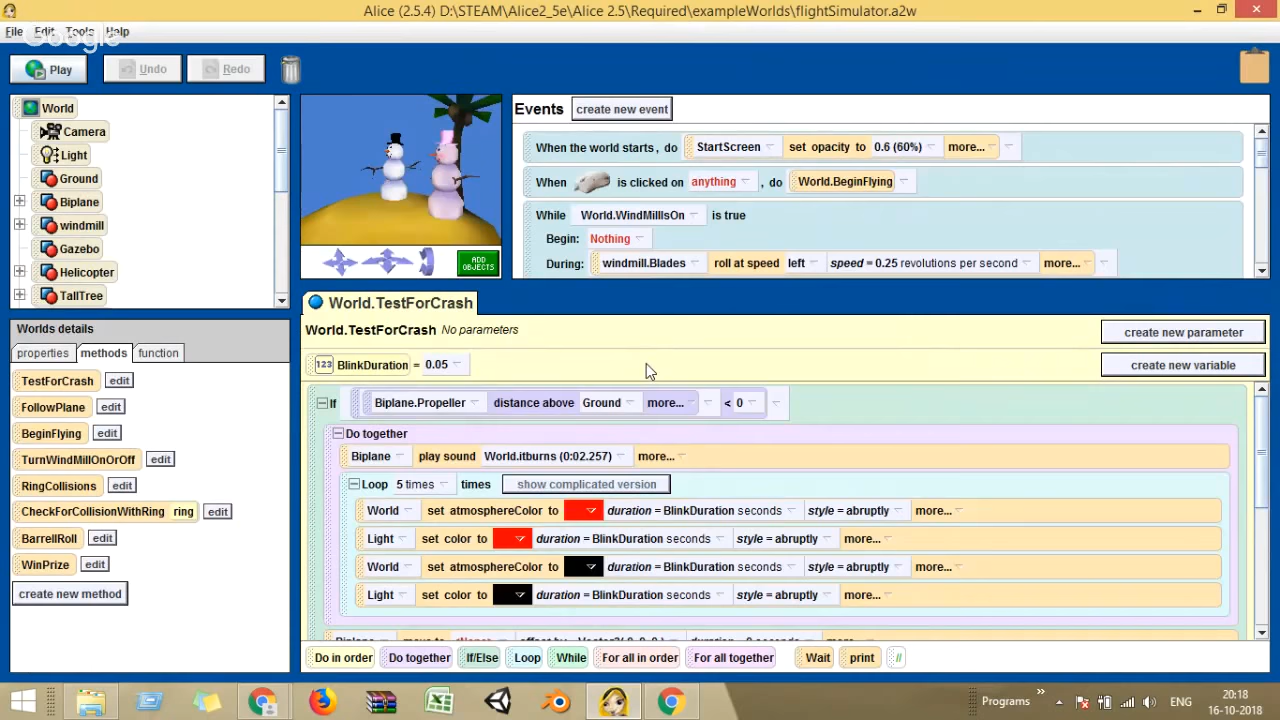 Alice (2.5.4) D:\STEAM\Alice2_5e\Alice 2.5\Required\exampleWorlds\flightSimulator.a2w
File Edit Tools Help
Google
Play Undo Redo
World
Camera
Light
Ground
Biplane
windmill
Gazebo
Helicopter
TallTree
ADD OBJECTS
Events create new event
When the world starts, do StartScreen set opacity to 0.6 (60%) more...
When is clicked on anything , do World.BeginFlying
While World.WindMillIsOn is true
Begin: Nothing
During: windmill.Blades roll at speed left speed = 0.25 revolutions per second more...
Worlds details
properties methods function
TestForCrash edit
FollowPlane edit
BeginFlying edit
TurnWindMillOnOrOff edit
RingCollisions edit
CheckForCollisionWithRing ring edit
BarrellRoll edit
WinPrize edit
create new method
World.TestForCrash
World.TestForCrash No parameters create new parameter
123 BlinkDuration = 0.05 create new variable
If Biplane.Propeller distance above Ground more... < 0
Do together
Biplane play sound World.itburns (0:02.257) more...
Loop 5 times times show complicated version
World set atmosphereColor to duration = BlinkDuration seconds style = abruptly more...
Light set color to duration = BlinkDuration seconds style = abruptly more...
World set atmosphereColor to duration = BlinkDuration seconds style = abruptly more...
Light set color to duration = BlinkDuration seconds style = abruptly more...
Do in order Do together If/Else Loop While For all in order For all together Wait print //
Programs ENG 20:18
16-10-2018